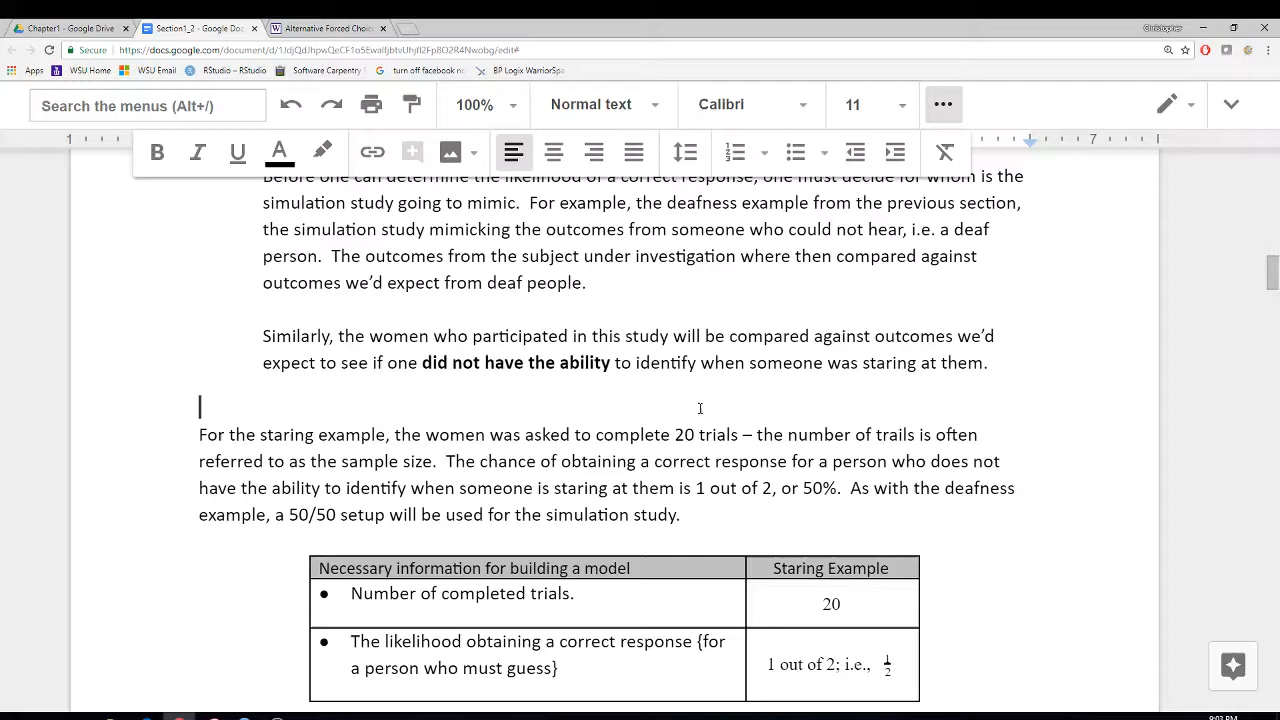 Chapter1 - Google Drive
Section1_2 - Google Doc
Alternative Forced Choic
Christopher
Secure
WSU Home
Apps
WSU Email
RStudio – RStudio
Software Carpentry
turn off facebook n
BP Logix WarriorSp
Search the menus (Alt+/)
100%
Normal text
Calibri
11
1
7
Before one can determine the likelihood of a correct response, one must decide for whom is the
simulation study going to mimic. For example, the deafness example from the previous section,
the simulation study mimicking the outcomes from someone who could not hear, i.e. a deaf
person. The outcomes from the subject under investigation where then compared against
outcomes we’d expect from deaf people.
Similarly, the women who participated in this study will be compared against outcomes we’d
expect to see if one did not have the ability to identify when someone was staring at them.
For the staring example, the women was asked to complete 20 trials – the number of trails is often
referred to as the sample size. The chance of obtaining a correct response for a person who does not
have the ability to identify when someone is staring at them is 1 out of 2, or 50%. As with the deafness
example, a 50/50 setup will be used for the simulation study.
Necessary information for building a model
Staring Example
● Number of completed trials.
20
● The likelihood obtaining a correct response {for
a person who must guess}
1 out of 2; i.e., 1/2